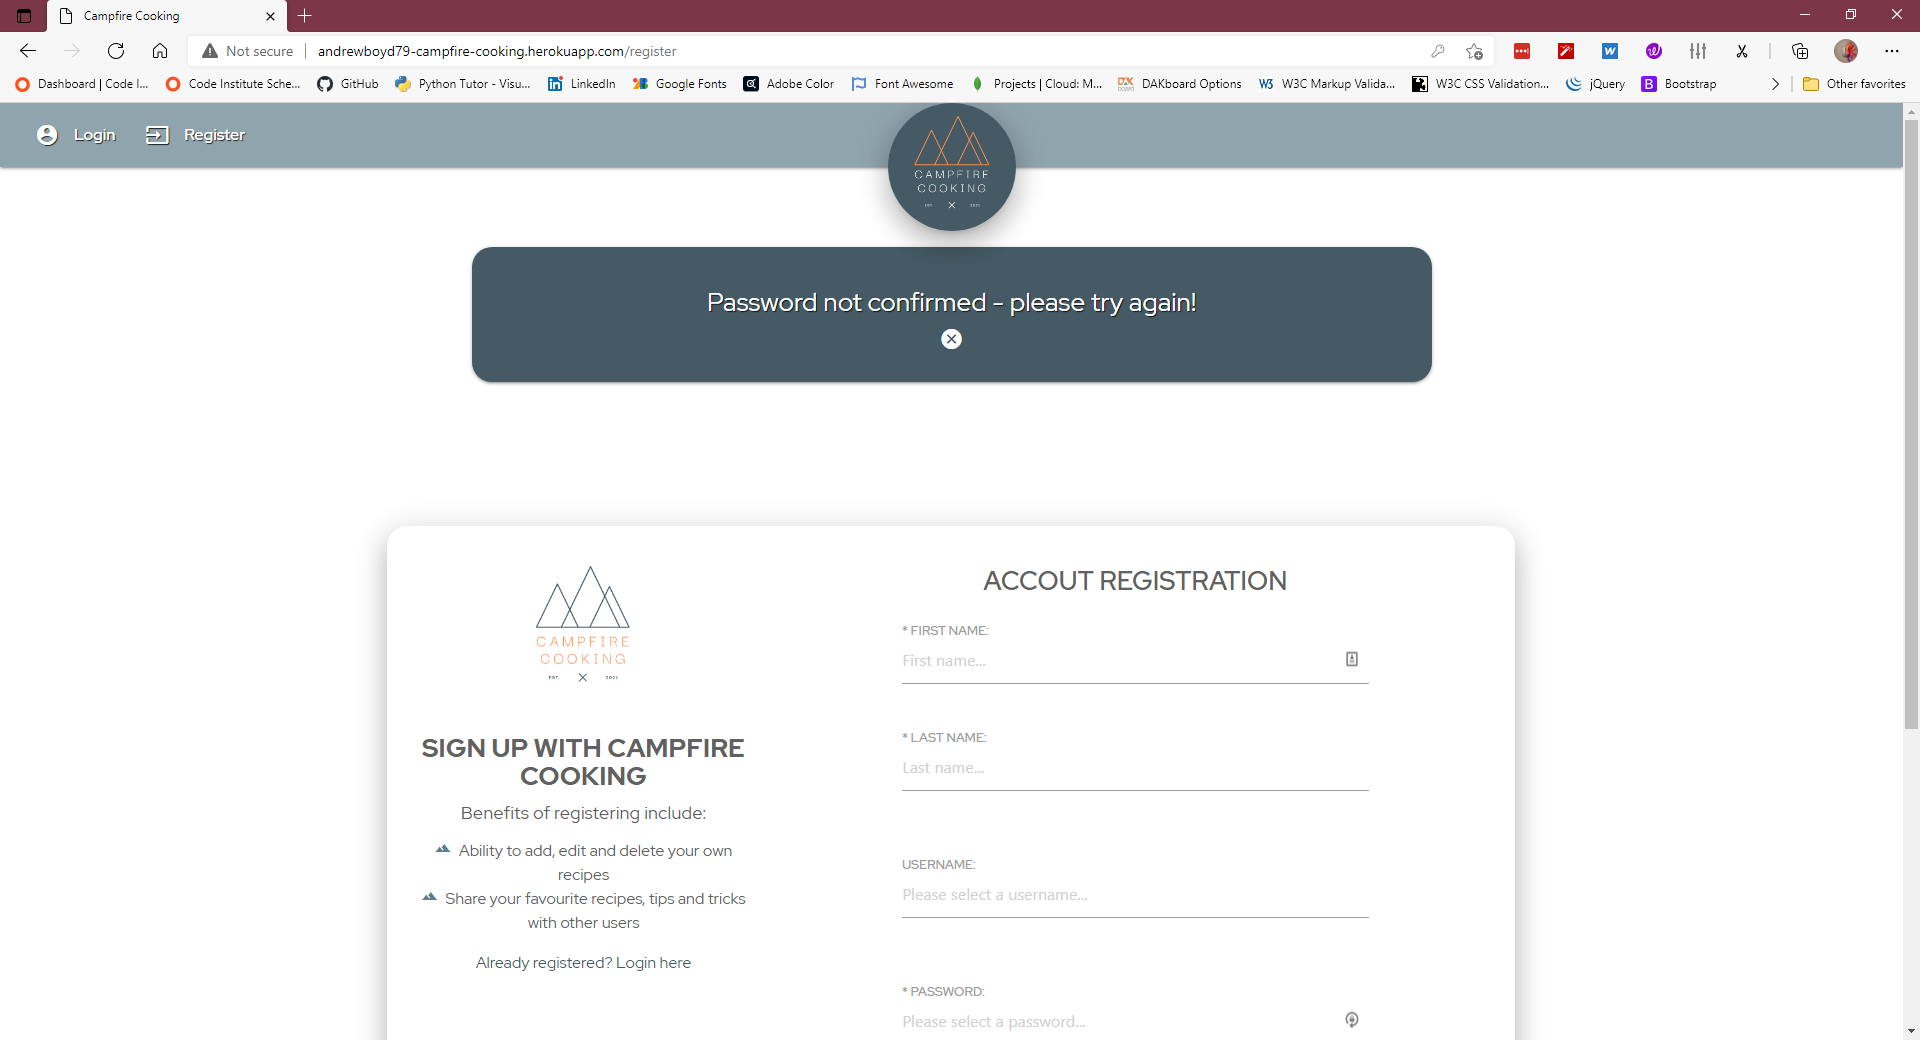 Campfire Cooking
Not secure andrewboyd79-campfire-cooking.herokuapp.com/register
Dashboard | Code I... Code Institute Sche... GitHub Python Tutor - Visu... LinkedIn Google Fonts Adobe Color Font Awesome Projects | Cloud: M... DAKboard Options W3C Markup Valida... W3C CSS Validation... jQuery Bootstrap Other favorites
Login Register
CAMPFIRE
COOKING
EST. 2021
Password not confirmed - please try again!
CAMPFIRE
COOKING
EST. 2021
SIGN UP WITH CAMPFIRE
COOKING
Benefits of registering include:
Ability to add, edit and delete your own
recipes
Share your favourite recipes, tips and tricks
with other users
Already registered? Login here
ACCOUT REGISTRATION
* FIRST NAME:
First name...
* LAST NAME:
Last name...
USERNAME:
Please select a username...
* PASSWORD:
Please select a password...